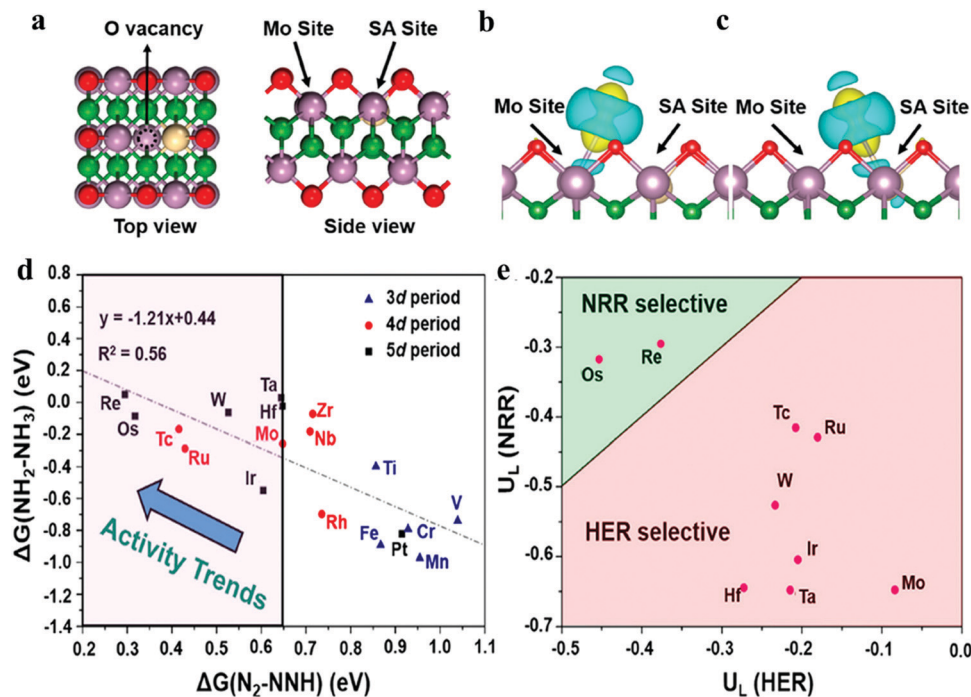 a
O vacancy
Mo Site
SA Site
Top view
Side view
b
Mo Site
SA Site
c
Mo Site
SA Site
d
ΔG(NH2-NH3) (eV)
0.8
0.6
0.4
0.2
0.0
-0.2
-0.4
-0.6
-0.8
-1.0
-1.2
-1.4
y = -1.21x+0.44
R² = 0.56
3d period
4d period
5d period
Re
Os
W
Ta
Hf
Zr
Tc
Ru
Mo
Nb
Ir
Ti
Rh
V
Fe
Cr
Pt
Mn
Activity Trends
0.2
0.3
0.4
0.5
0.6
0.7
0.8
0.9
1.0
1.1
ΔG(N2-NNH) (eV)
e
UL (NRR)
-0.2
-0.3
-0.4
-0.5
-0.6
-0.7
NRR selective
Os
Re
Tc
Ru
W
HER selective
Ir
Hf
Ta
Mo
-0.5
-0.4
-0.3
-0.2
-0.1
0.0
UL (HER)